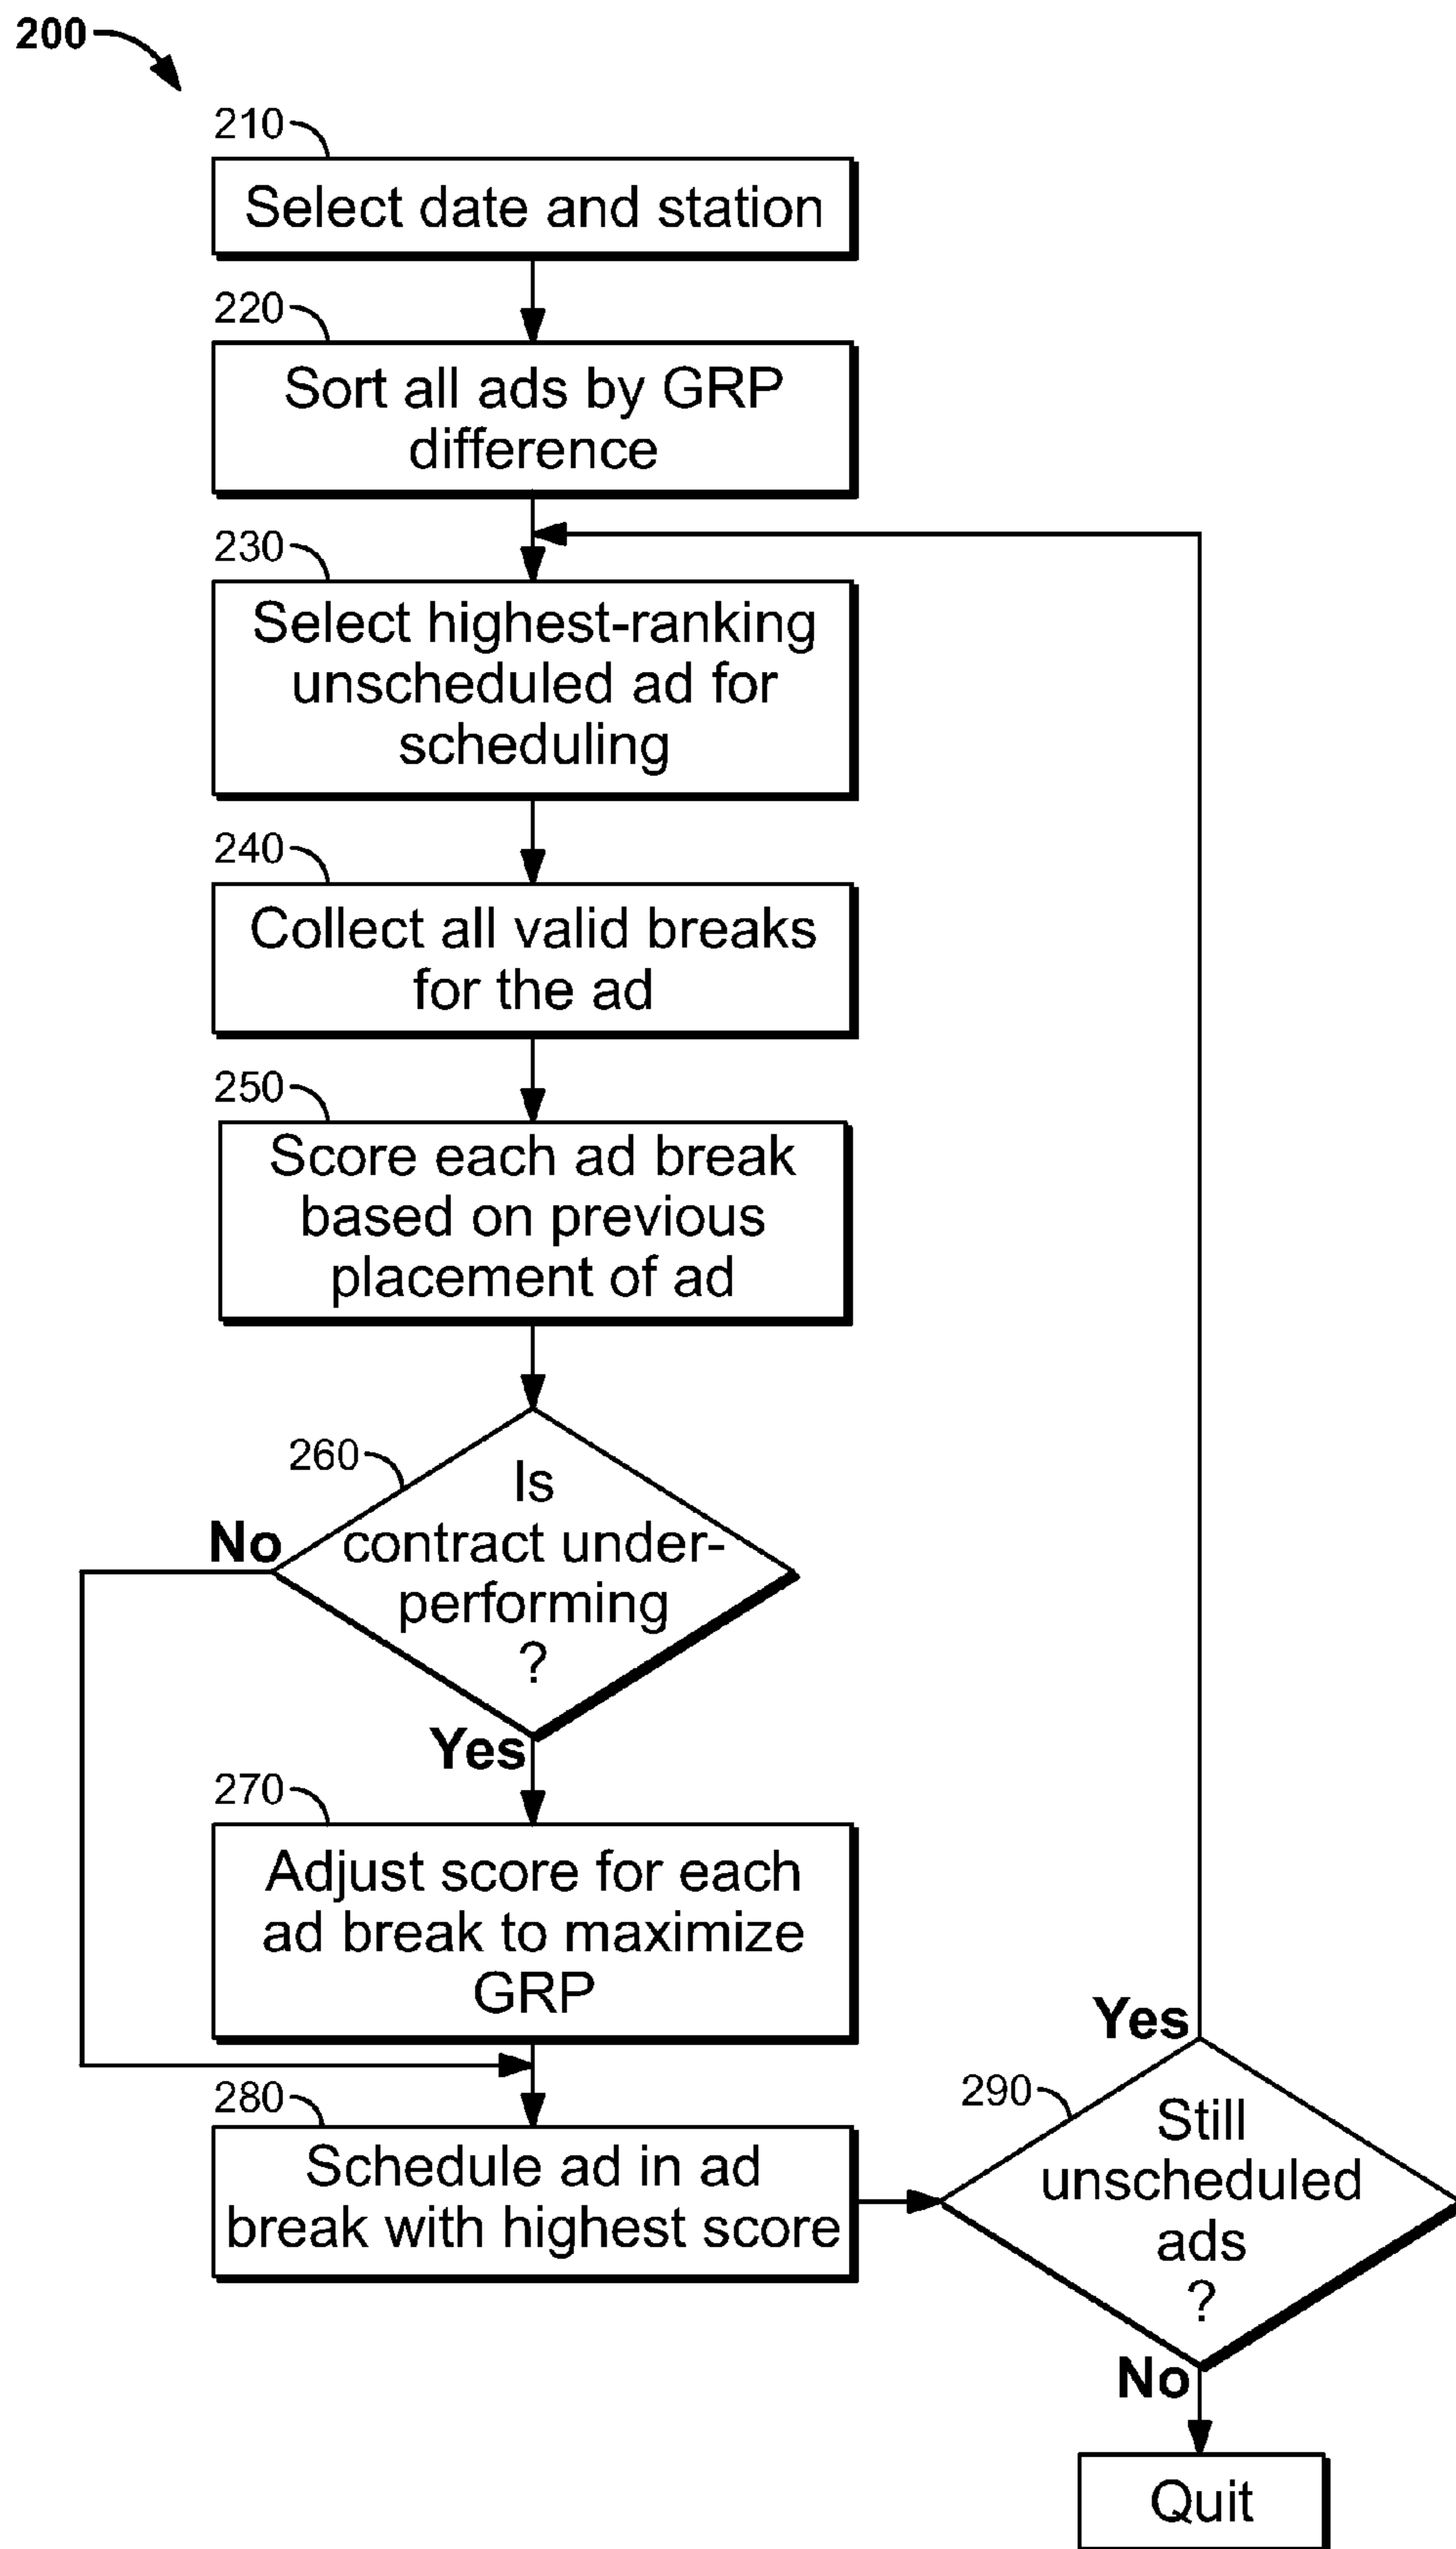 200
210
Select date and station
220
Sort all ads by GRP
difference
230
Select highest-ranking
unscheduled ad for
scheduling
240
Collect all valid breaks
for the ad
250
Score each ad break
based on previous
placement of ad
260
Is
contract under-
performing
?
No
Yes
270
Adjust score for each
ad break to maximize
GRP
280
Schedule ad in ad
break with highest score
290
Still
unscheduled
ads
?
Yes
No
Quit